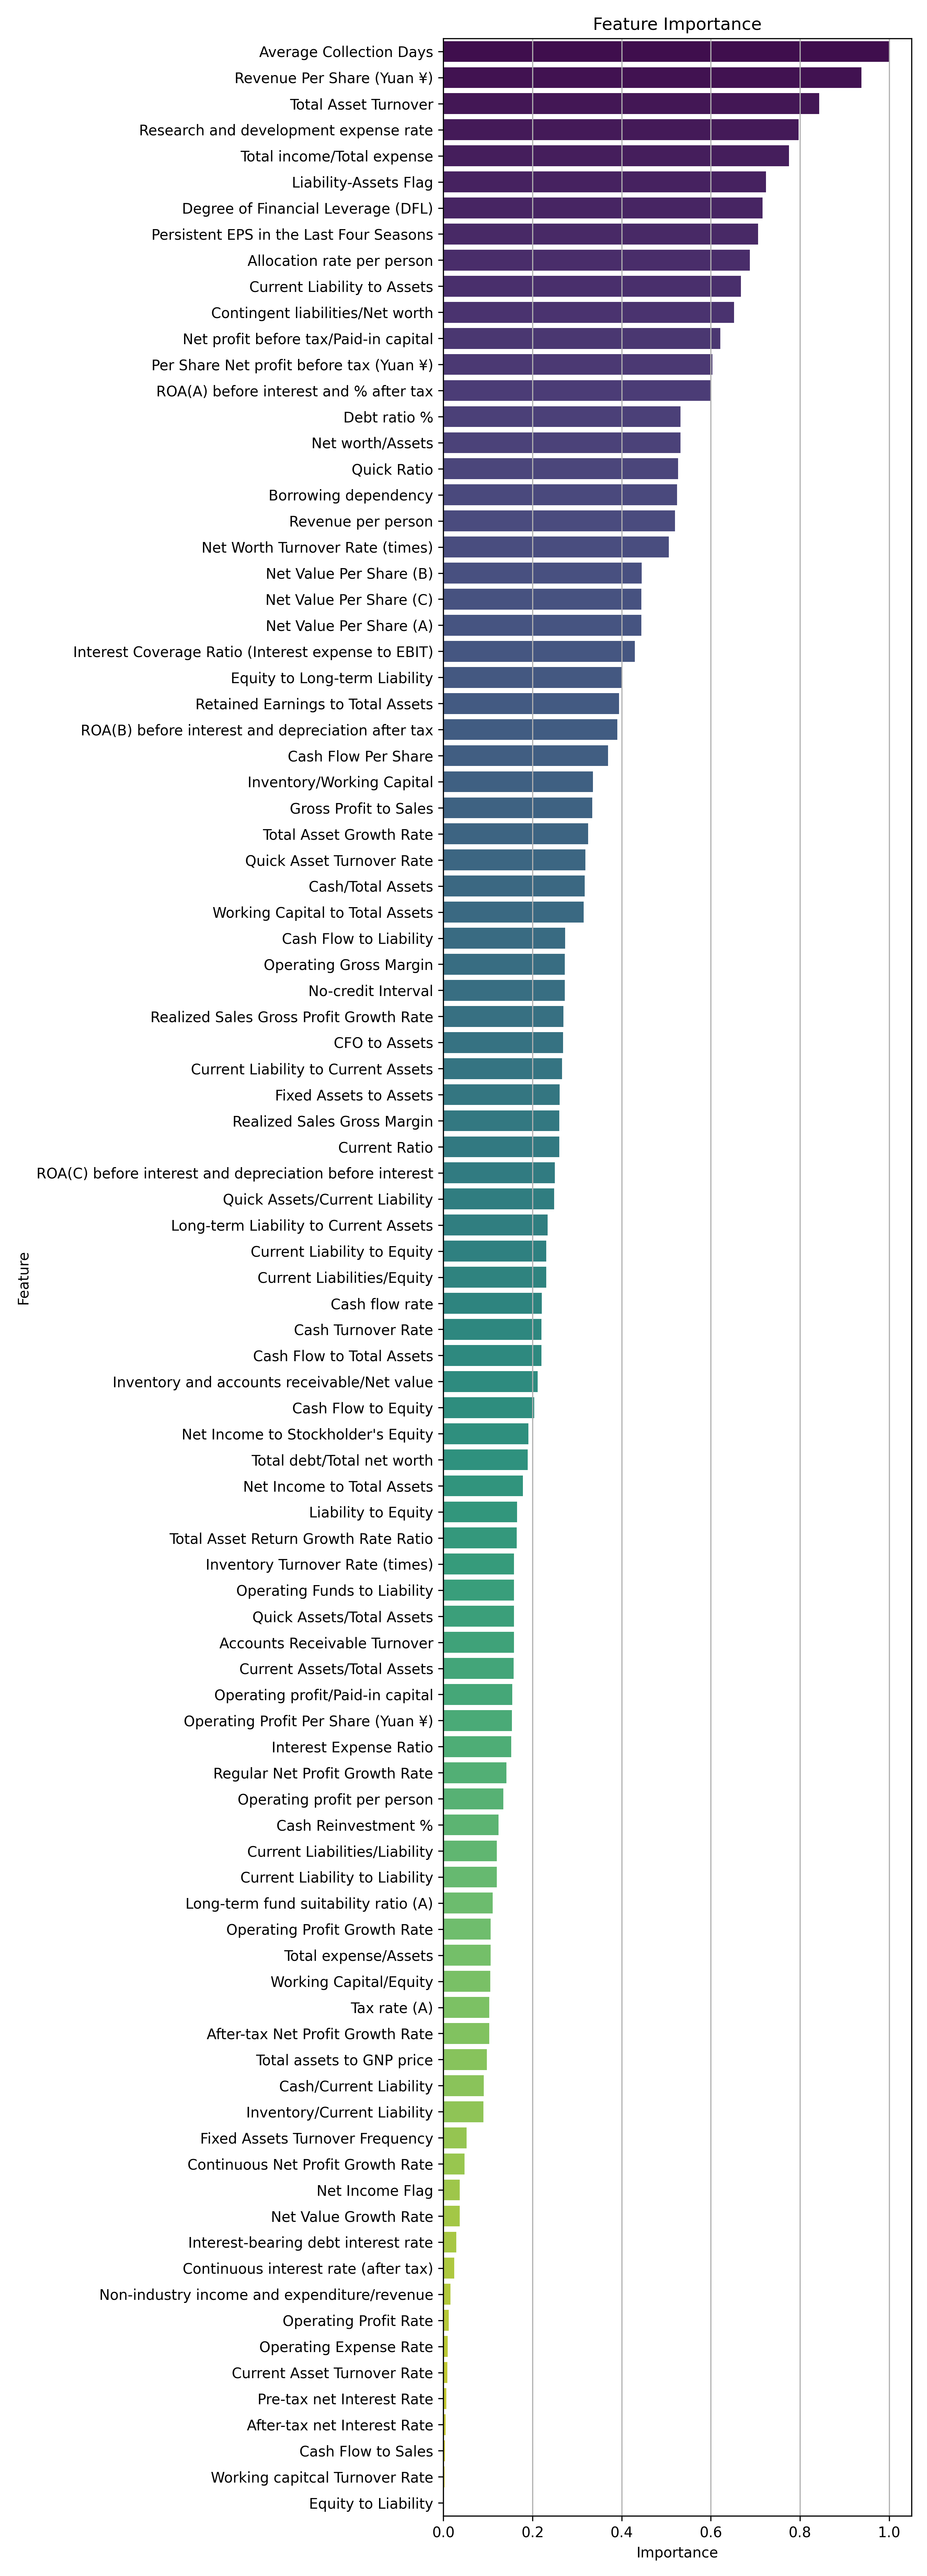 Feature Importance
Average Collection Days
Revenue Per Share (Yuan ¥)
Total Asset Turnover
Research and development expense rate
Total income/Total expense
Liability-Assets Flag
Degree of Financial Leverage (DFL)
Persistent EPS in the Last Four Seasons
Allocation rate per person
Current Liability to Assets
Contingent liabilities/Net worth
Net profit before tax/Paid-in capital
Per Share Net profit before tax (Yuan ¥)
ROA(A) before interest and % after tax
Debt ratio %
Net worth/Assets
Quick Ratio
Borrowing dependency
Revenue per person
Net Worth Turnover Rate (times)
Net Value Per Share (B)
Net Value Per Share (C)
Net Value Per Share (A)
Interest Coverage Ratio (Interest expense to EBIT)
Equity to Long-term Liability
Retained Earnings to Total Assets
ROA(B) before interest and depreciation after tax
Cash Flow Per Share
Inventory/Working Capital
Gross Profit to Sales
Total Asset Growth Rate
Quick Asset Turnover Rate
Cash/Total Assets
Working Capital to Total Assets
Cash Flow to Liability
Operating Gross Margin
No-credit Interval
Realized Sales Gross Profit Growth Rate
CFO to Assets
Current Liability to Current Assets
Fixed Assets to Assets
Realized Sales Gross Margin
Current Ratio
ROA(C) before interest and depreciation before interest
Quick Assets/Current Liability
Long-term Liability to Current Assets
Current Liability to Equity
Current Liabilities/Equity
Cash flow rate
Cash Turnover Rate
Cash Flow to Total Assets
Inventory and accounts receivable/Net value
Cash Flow to Equity
Net Income to Stockholder's Equity
Total debt/Total net worth
Net Income to Total Assets
Liability to Equity
Total Asset Return Growth Rate Ratio
Inventory Turnover Rate (times)
Operating Funds to Liability
Quick Assets/Total Assets
Accounts Receivable Turnover
Current Assets/Total Assets
Operating profit/Paid-in capital
Operating Profit Per Share (Yuan ¥)
Interest Expense Ratio
Regular Net Profit Growth Rate
Operating profit per person
Cash Reinvestment %
Current Liabilities/Liability
Current Liability to Liability
Long-term fund suitability ratio (A)
Operating Profit Growth Rate
Total expense/Assets
Working Capital/Equity
Tax rate (A)
After-tax Net Profit Growth Rate
Total assets to GNP price
Cash/Current Liability
Inventory/Current Liability
Fixed Assets Turnover Frequency
Continuous Net Profit Growth Rate
Net Income Flag
Net Value Growth Rate
Interest-bearing debt interest rate
Continuous interest rate (after tax)
Non-industry income and expenditure/revenue
Operating Profit Rate
Operating Expense Rate
Current Asset Turnover Rate
Pre-tax net Interest Rate
After-tax net Interest Rate
Cash Flow to Sales
Working capitcal Turnover Rate
Equity to Liability
Feature
0.0 0.2 0.4 0.6 0.8 1.0
Importance